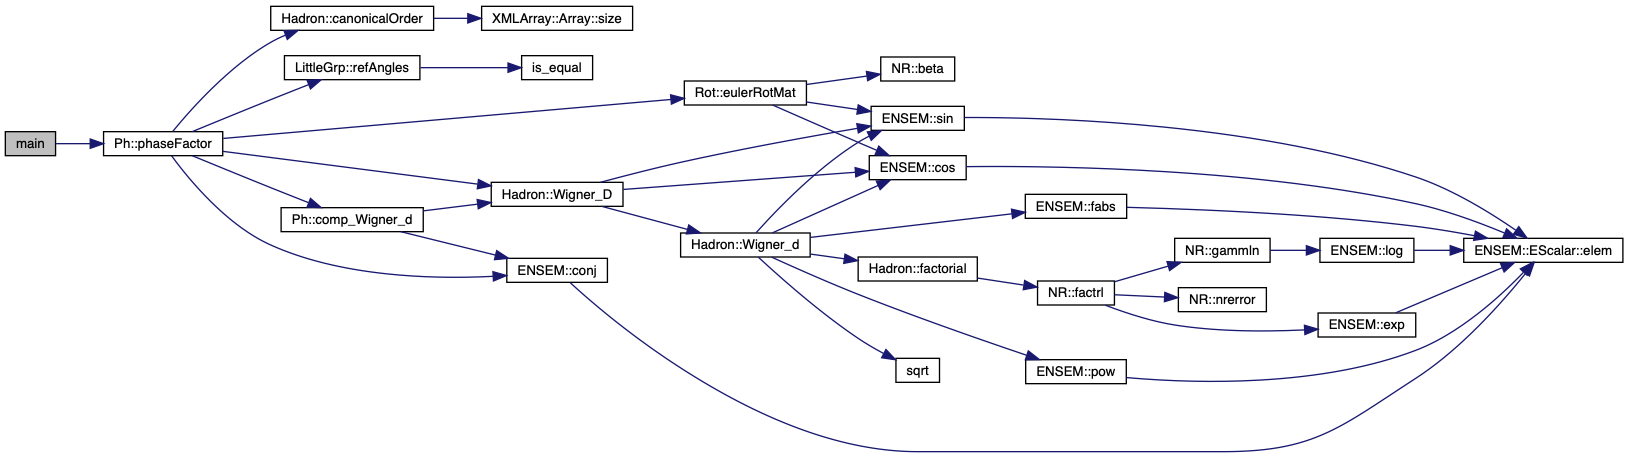 main
Ph::phaseFactor
Hadron::canonicalOrder
XMLArray::Array::size
LittleGrp::refAngles
is_equal
Rot::eulerRotMat
NR::beta
ENSEM::sin
ENSEM::cos
Hadron::Wigner_D
Ph::comp_Wigner_d
ENSEM::conj
Hadron::Wigner_d
ENSEM::fabs
Hadron::factorial
NR::factrl
NR::gammln
ENSEM::log
ENSEM::EScalar::elem
NR::nrerror
ENSEM::exp
sqrt
ENSEM::pow